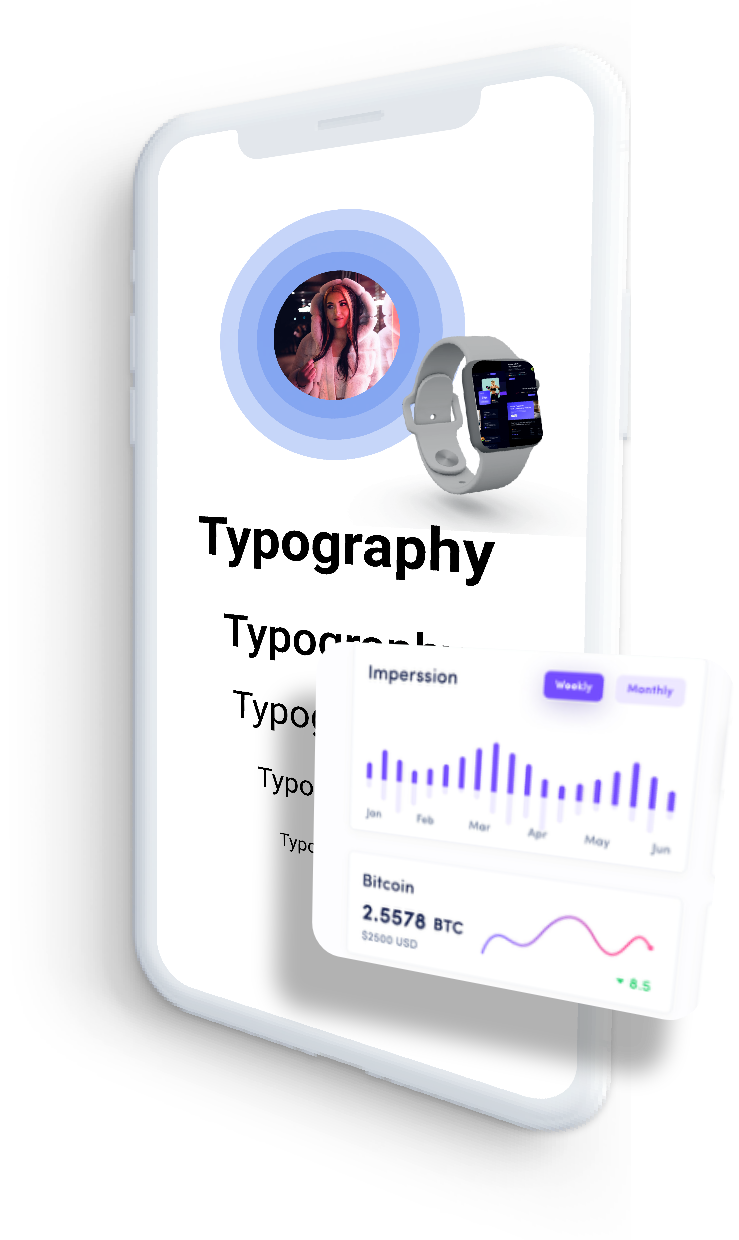 Typography
Typography
Typog
Typo
Typo
Imperssion
Weekly
Monthly
Jan Feb Mar Apr May Jun
Bitcoin
2.5578 BTC
$2500 USD
8.5